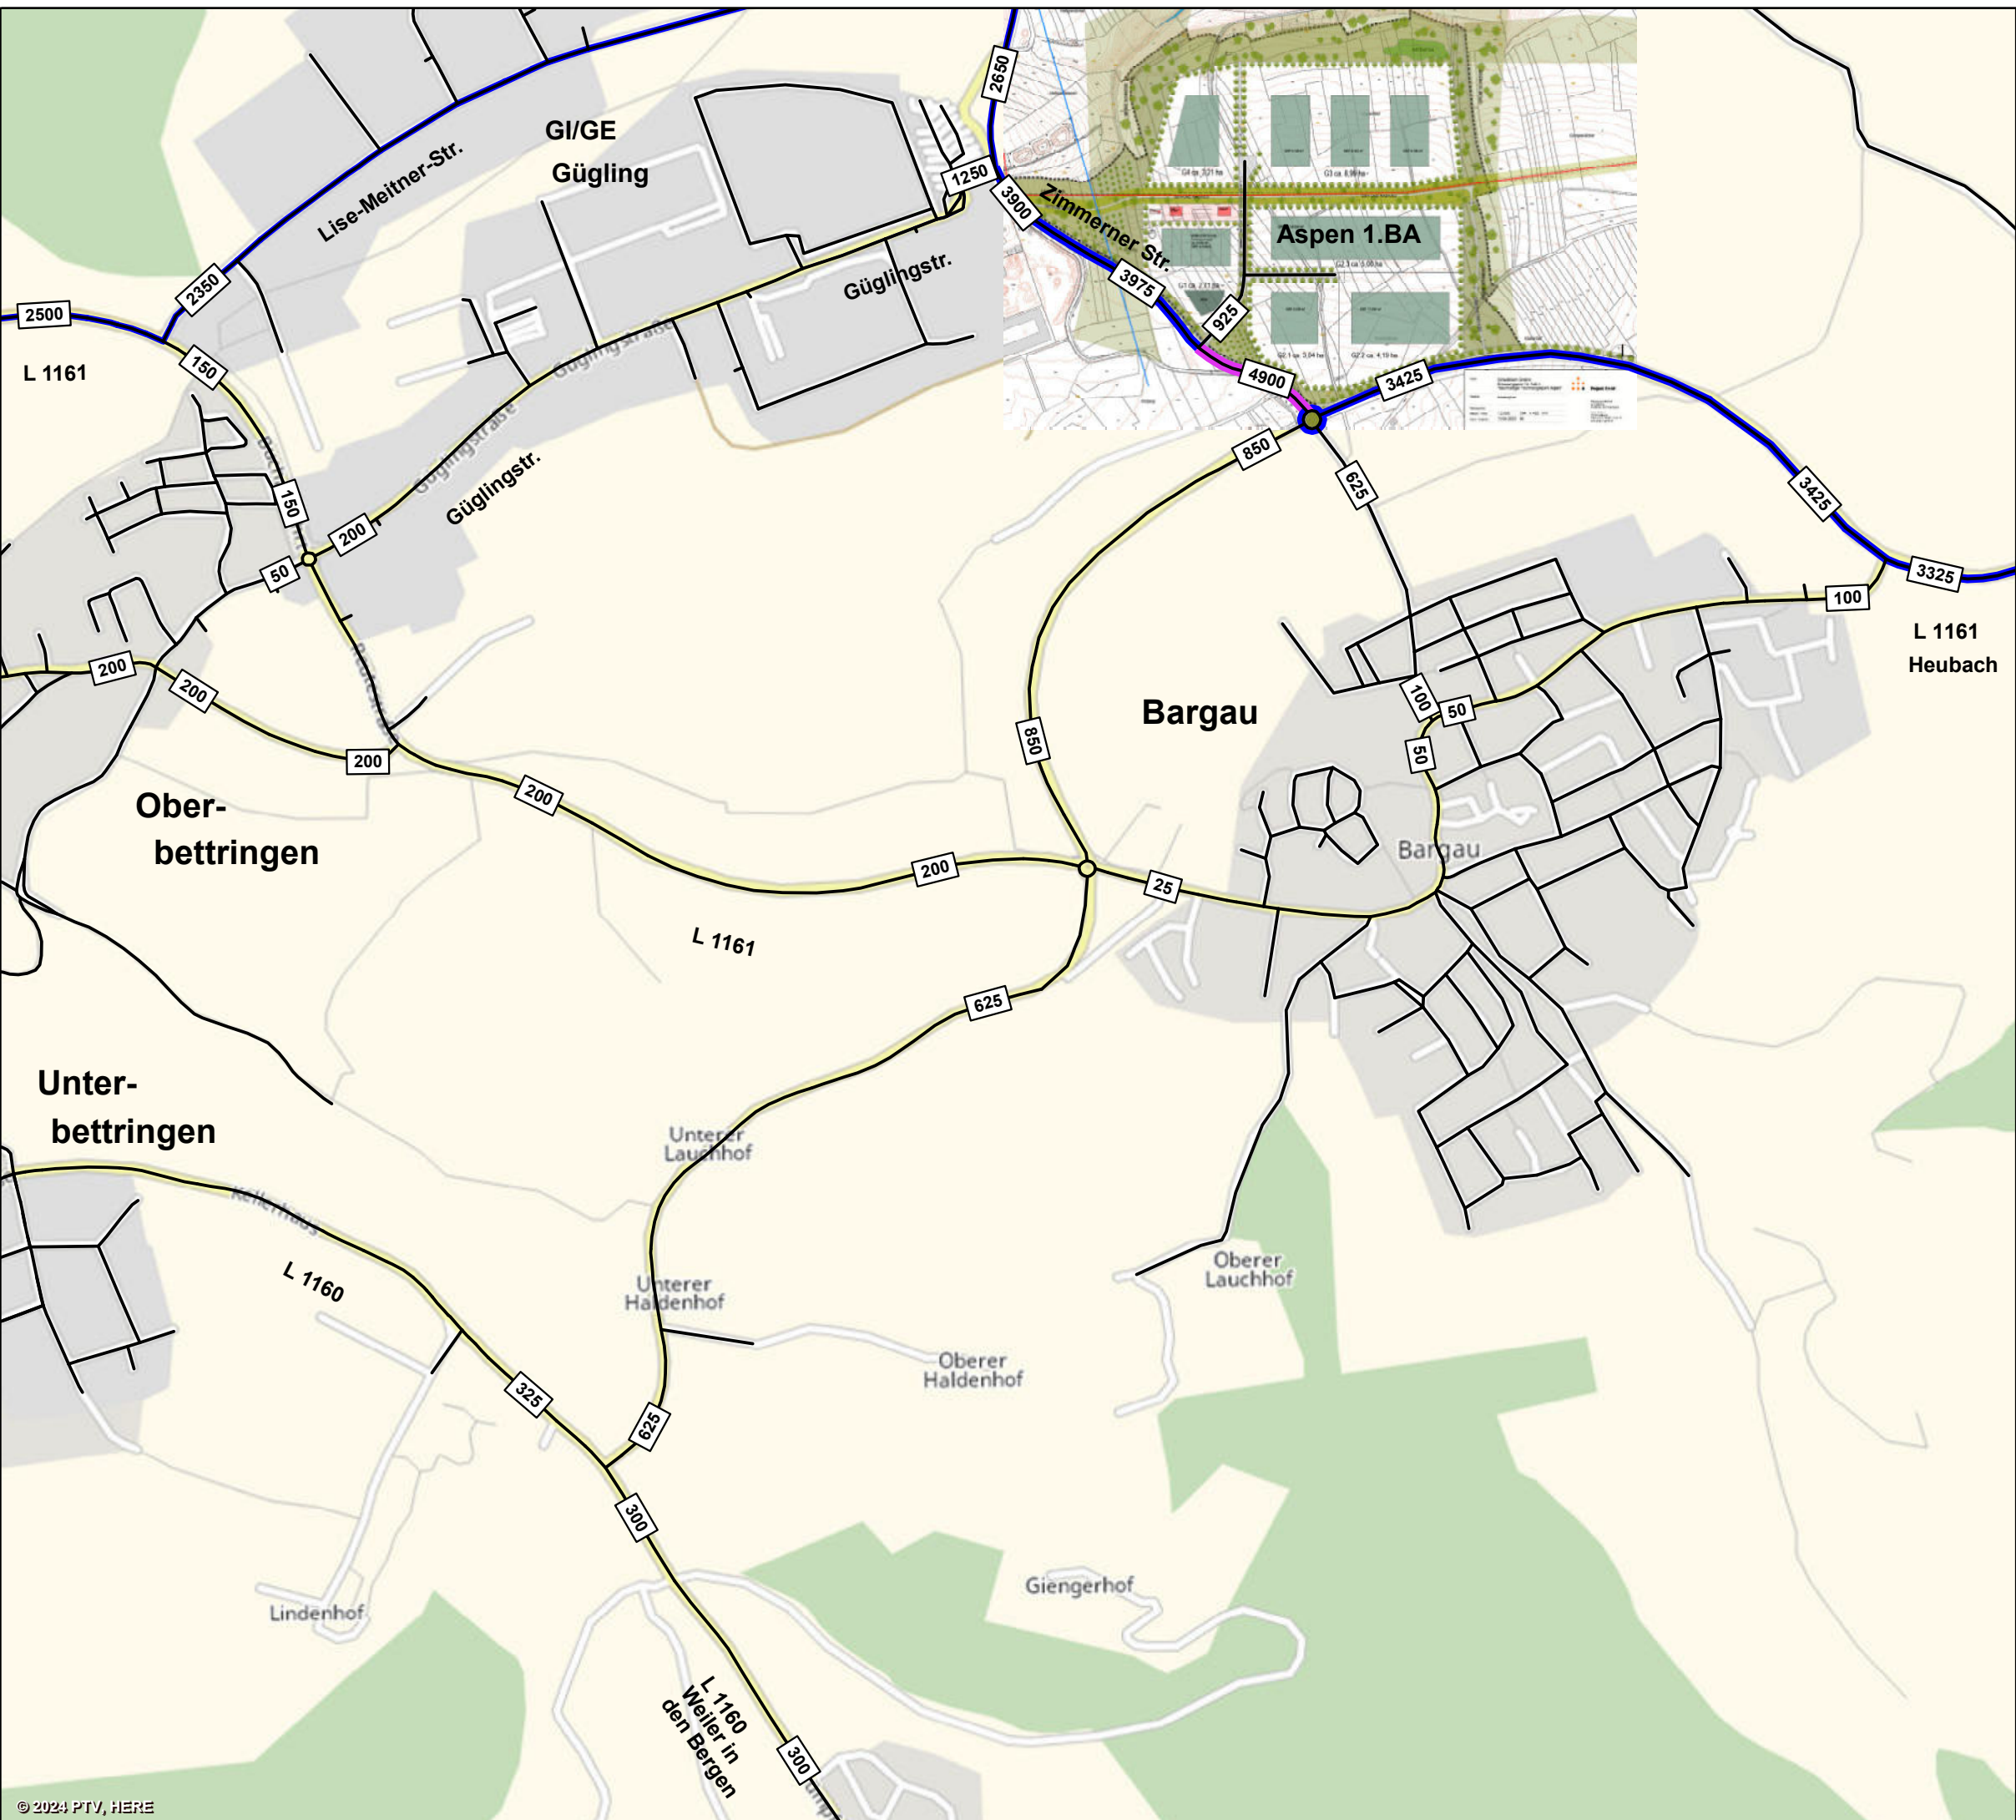 2650
GI/GE
Gügling
Lise-Meitner-Str.
1250
3900
Zimmerner Str.
3975
Aspen 1.BA
925
Güglingstr.
2350
2500
150
L 1161
Güglingstraße
4900
3425
850
625
Güglingstraße
Güglingstr.
150
200
50
3425
3325
100
L 1161
Heubach
200
200
200
200
Bargau
100
50
50
850
Ober-
bettringen
Bargau
200
25
L 1161
625
Unter-
bettringen
Unterer
Lauchhof
Kellerhaus
L 1160
Unterer
Haldenhof
Oberer
Lauchhof
Oberer
Haldenhof
325
625
300
Giengerhof
Lindenhof
L 1160
Weiler in
den Bergen
300
© 2024 PTV, HERE